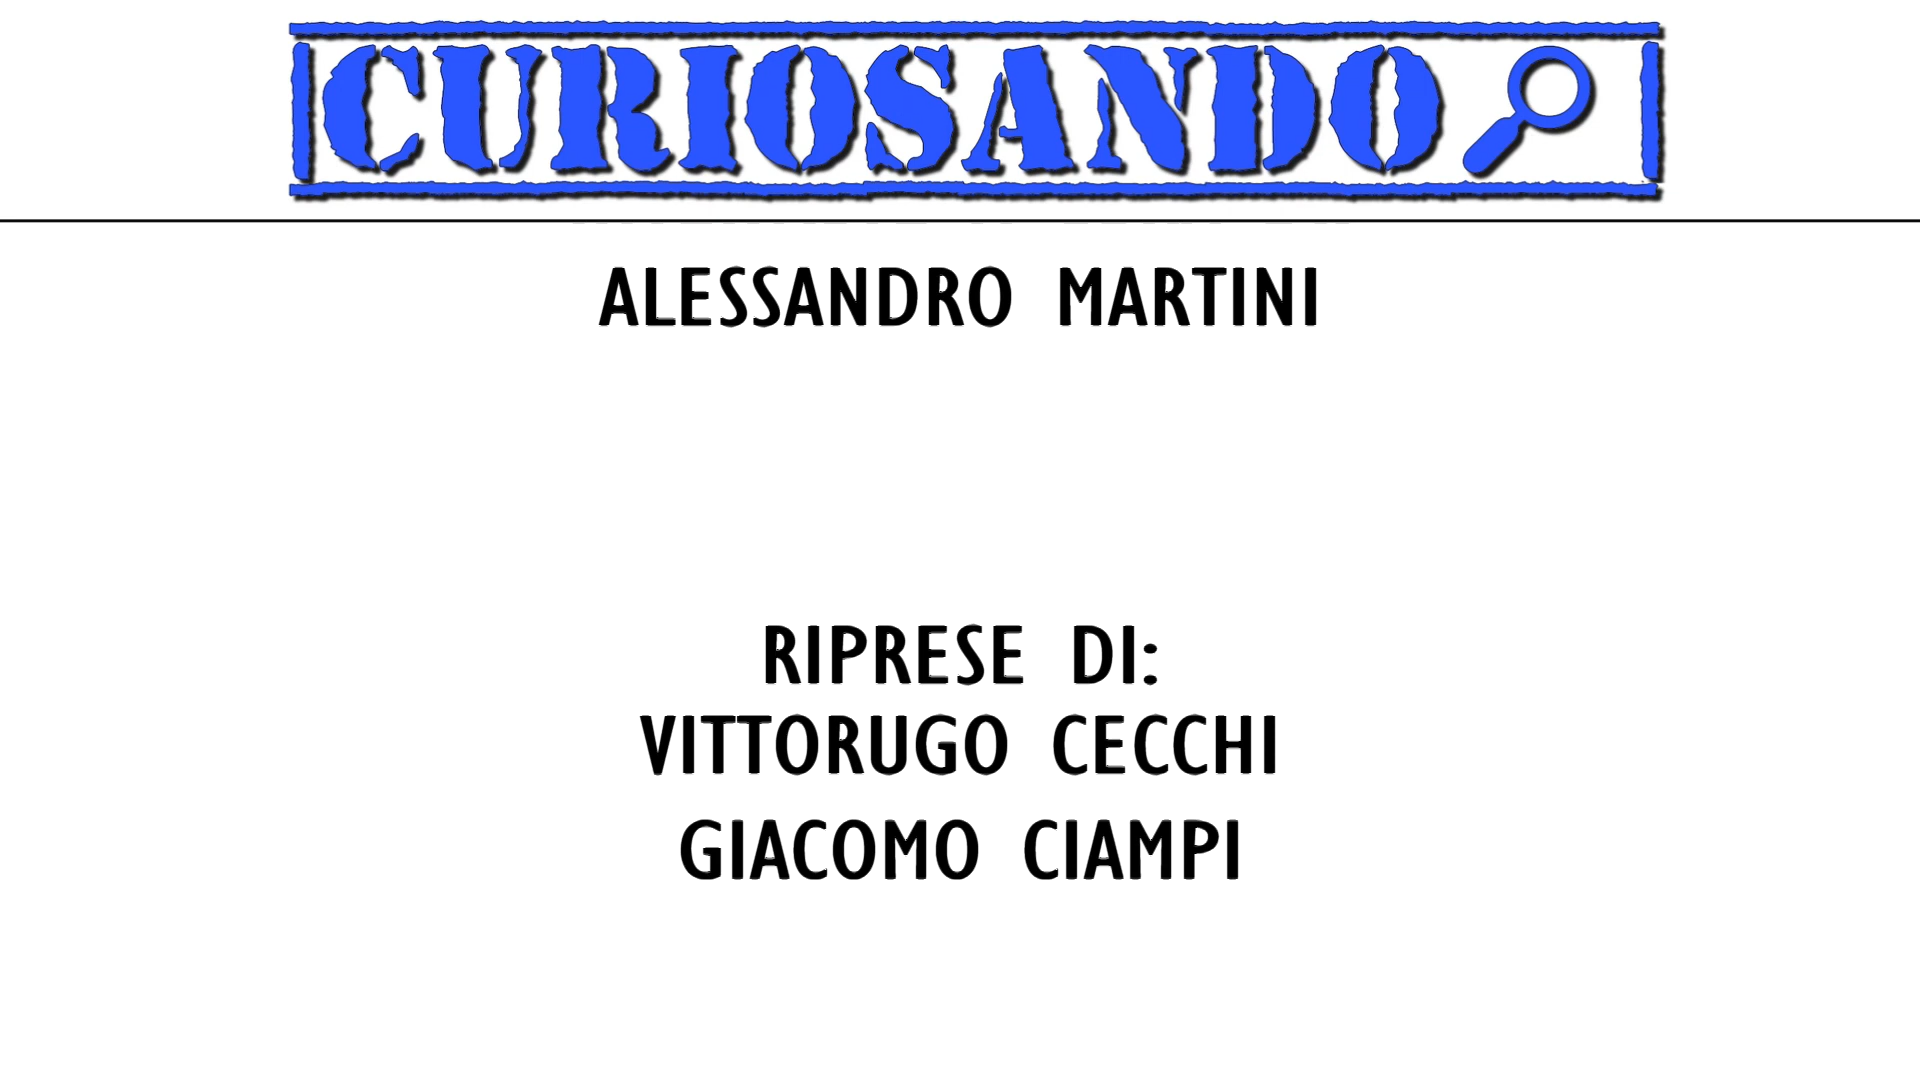 CURIOSANDO
ALESSANDRO MARTINI
RIPRESE DI:
VITTORUGO CECCHI
GIACOMO CIAMPI